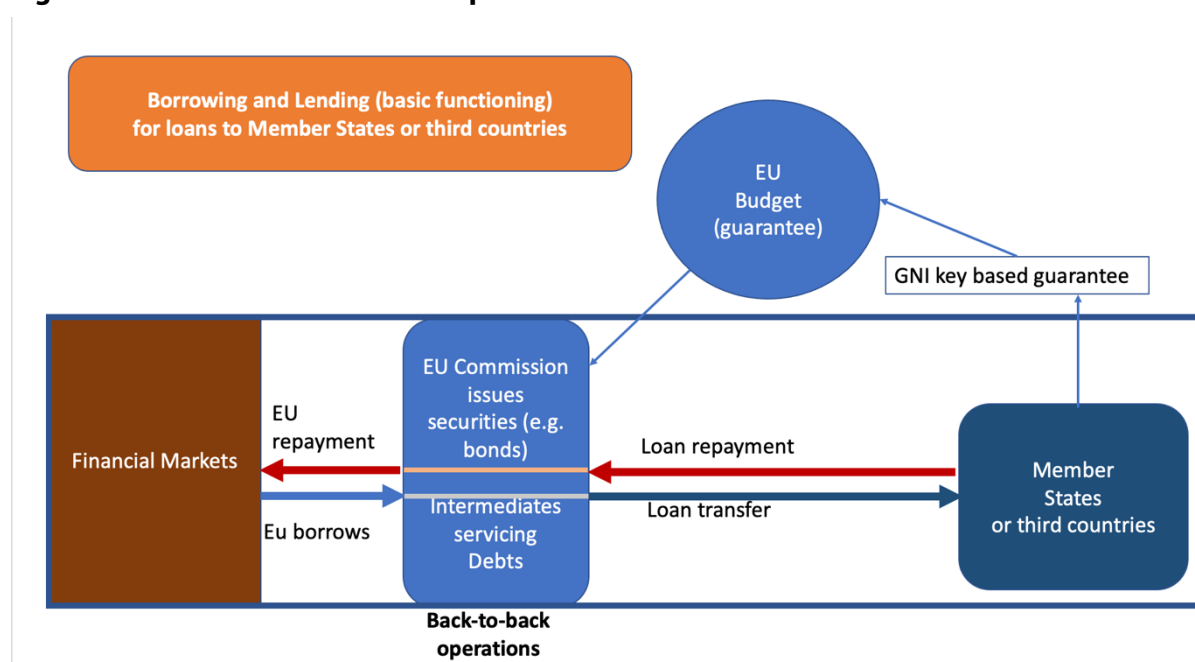 Borrowing and Lending (basic functioning)
for loans to Member States or third countries
EU
Budget
(guarantee)
GNI key based guarantee
EU Commission
issues
securities (e.g.
bonds)
EU
repayment
Loan repayment
Financial Markets
Member
States
or third countries
Eu borrows
Intermediates
servicing
Debts
Loan transfer
Back-to-back
operations